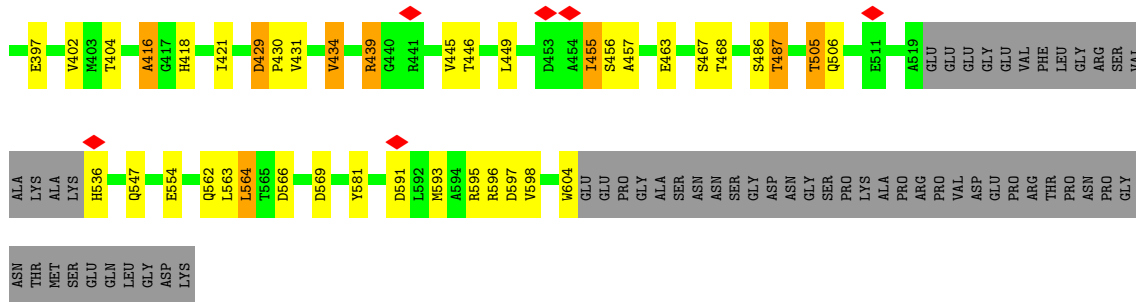 E397 V402 M403 T404 A416 G417 H418 I421 D429 P430 V431 V434 R439 G440 R441 V445 T446 L449 D453 A454 I455 S456 A457 E463 S467 T468 S486 T487 T505 Q506 E511 A519 GLU GLU GLU GLY GLU VAL PHE LEU GLY ARG SER VAL
ALA LYS ALA LYS H536 Q547 E554 Q562 L563 L564 T565 D566 D569 Y581 D591 L592 M593 A594 R595 R596 D597 V598 W604 GLU GLU PRO GLY ALA SER ASN ASN SER GLY ASP ASN GLY SER PRO LYS ALA PRO ARG PRO VAL ASP GLU PRO ARG THR PRO ASN PRO GLY
ASN THR MET SER GLU GLN LEU GLY ASP LYS